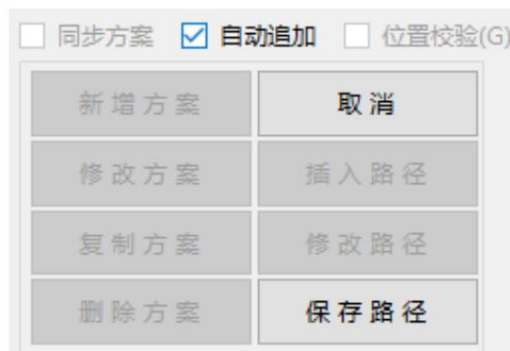 同步方案 自动追加 位置校验(G)
新增方案 取消
修改方案 插入路径
复制方案 修改路径
删除方案 保存路径